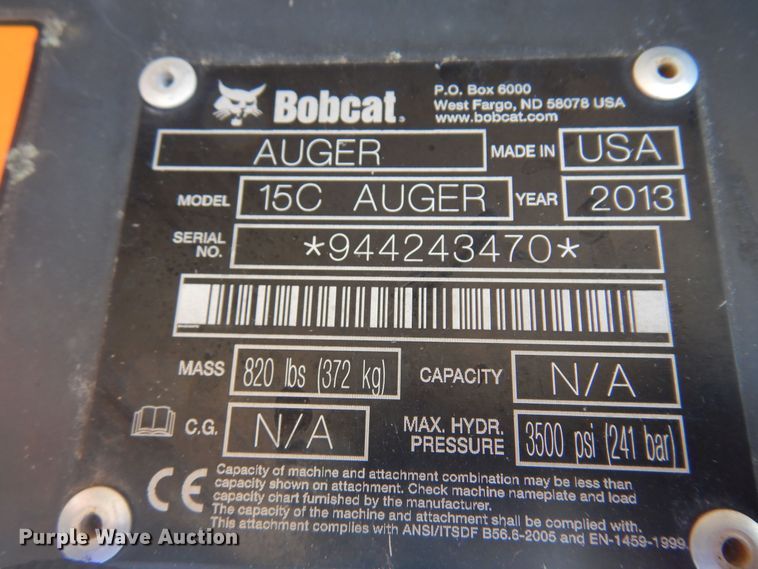 Bobcat®
P.O. Box 6000
West Fargo, ND 58078 USA
www.bobcat.com
AUGER MADE IN USA
MODEL 15C AUGER YEAR 2013
SERIAL NO. *944243470*
MASS 820 lbs (372 kg) CAPACITY N/A
C.G. N/A MAX. HYDR. PRESSURE 3500 psi (241 bar)
CE
Capacity of machine and attachment combination may be less than
capacity shown on attachment. Check machine nameplate and load
capacity chart furnished by the manufacturer.
The capacity of the machine and attachment shall be complied with.
This attachment complies with ANSI/ITSDF B56.6-2005 and EN-1459-1999.
Purple Wave Auction